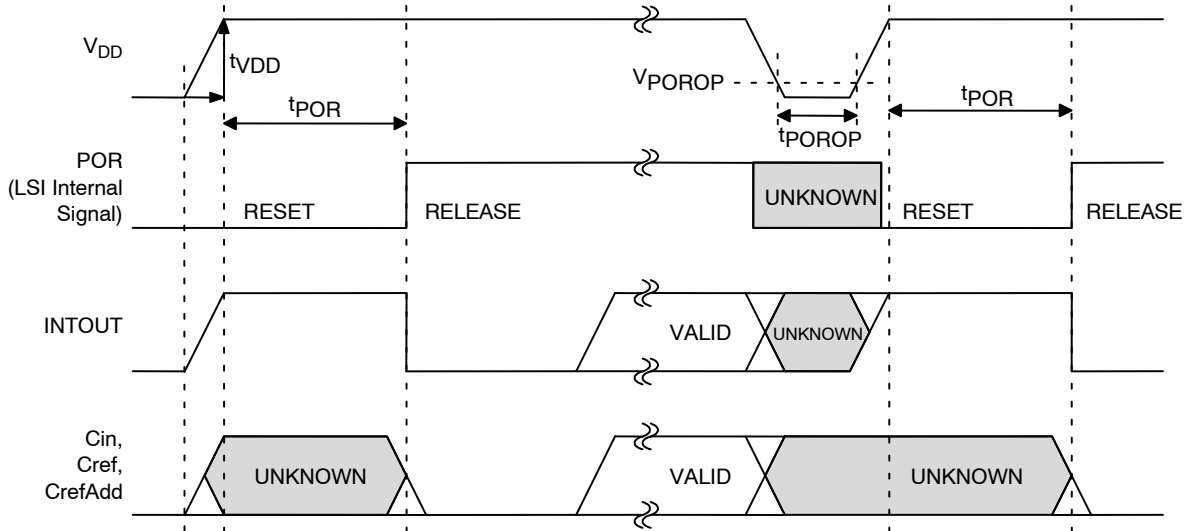 VDD
tVDD
VPOROP
tPOR
tPOROP
tPOR
POR
(LSI Internal
Signal)
RESET
RELEASE
UNKNOWN
RESET
RELEASE
INTOUT
VALID
UNKNOWN
Cin,
Cref,
CrefAdd
UNKNOWN
VALID
UNKNOWN